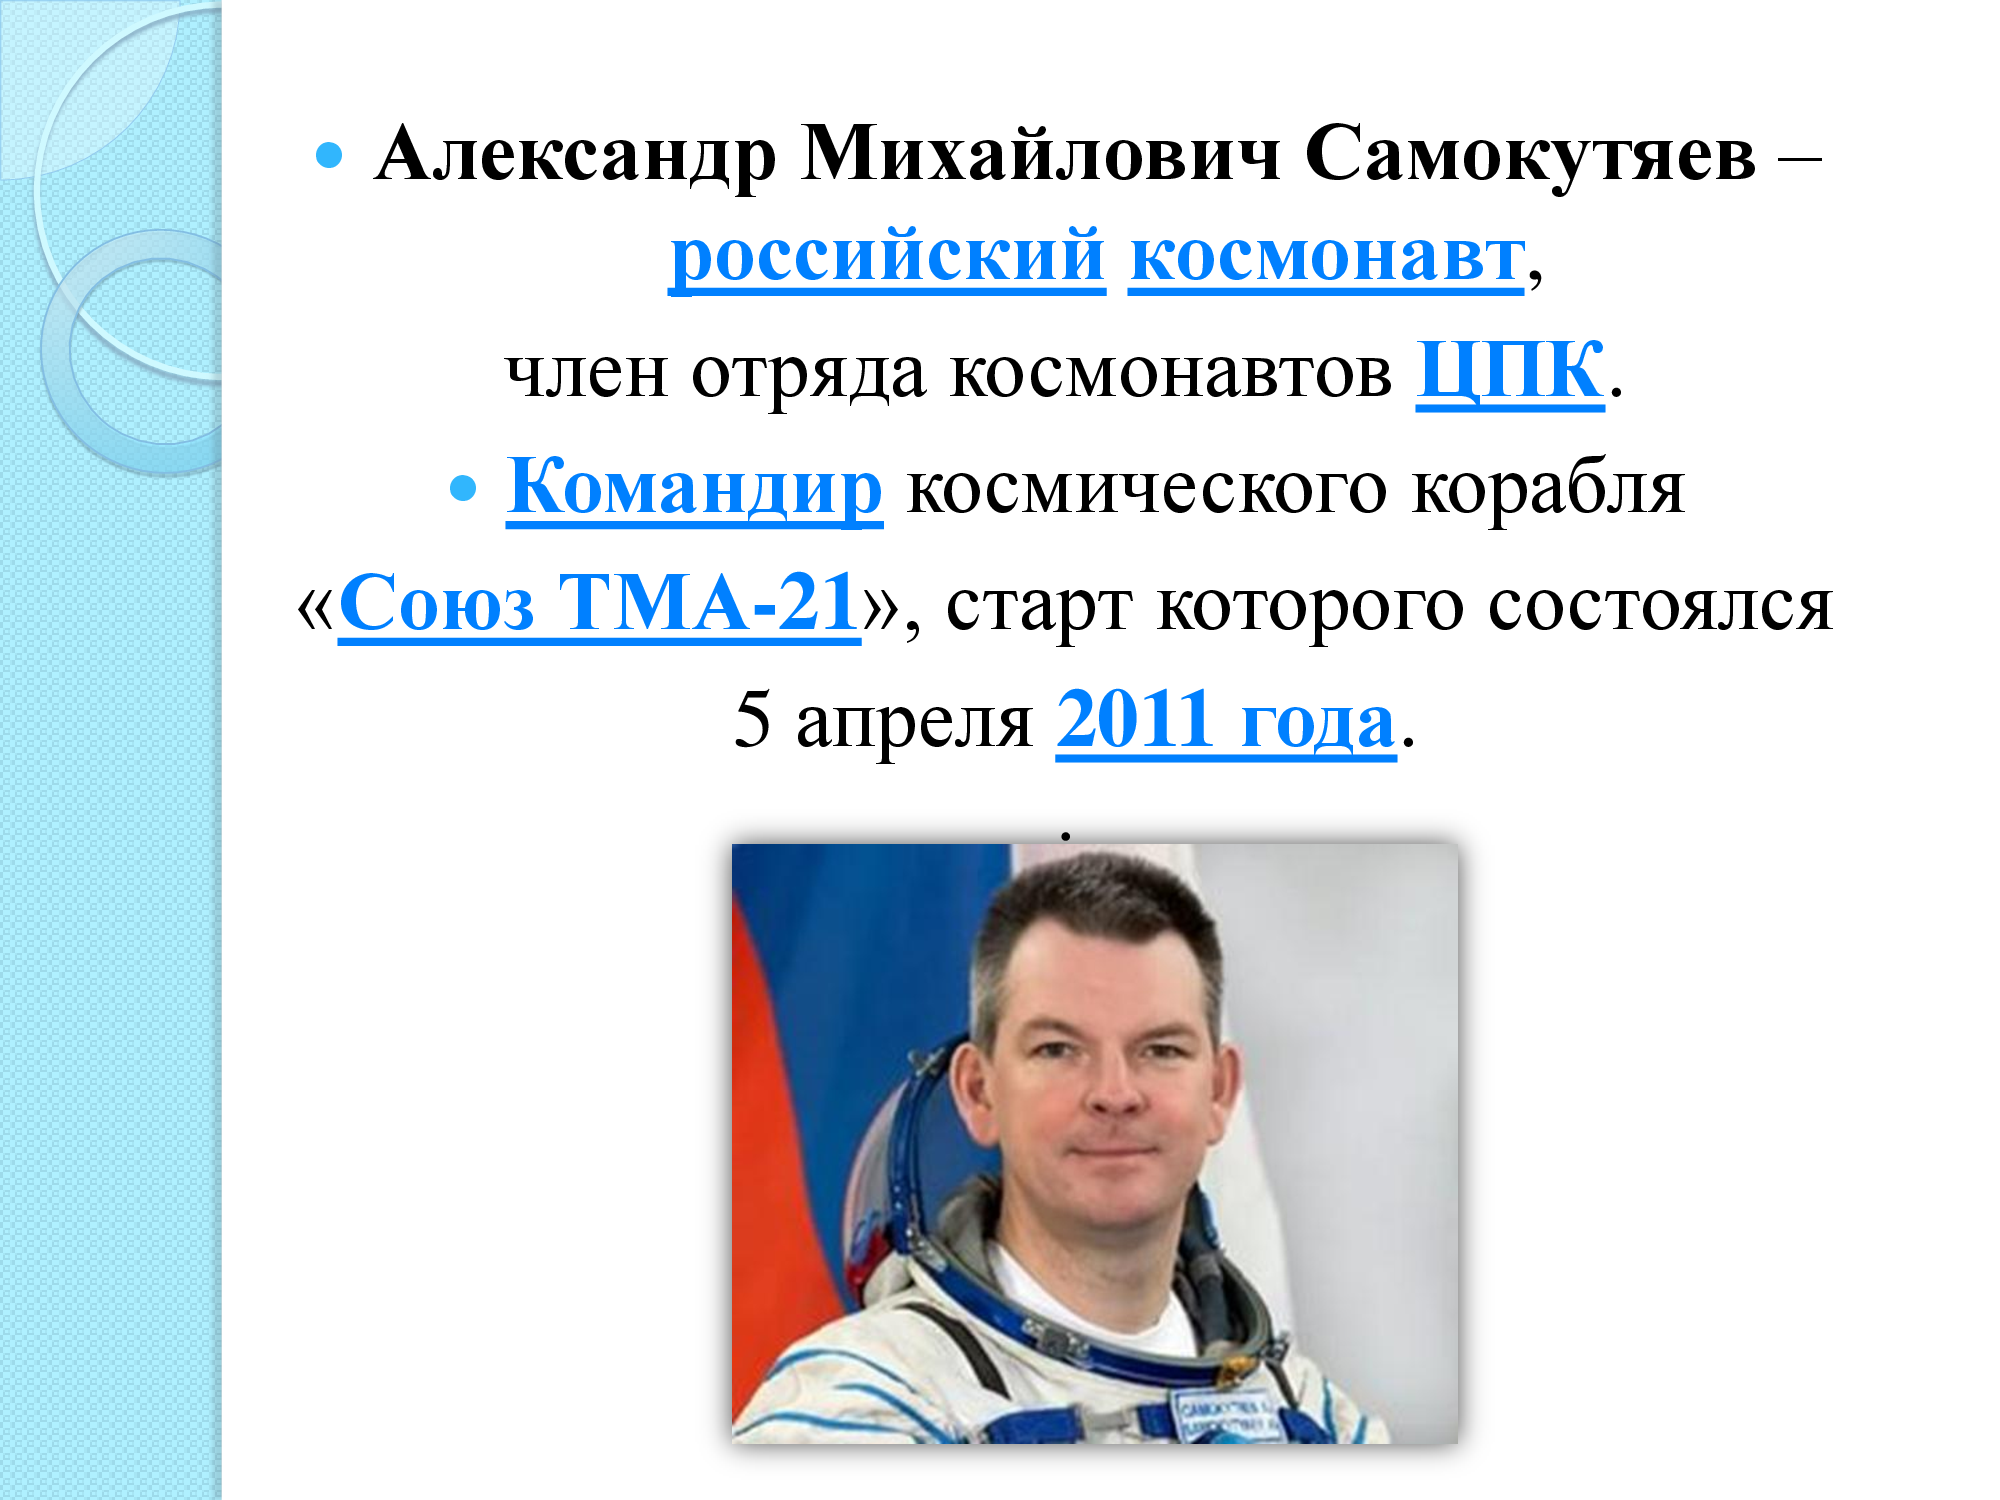 • Александр Михайлович Самокутяев –
российский космонавт,
член отряда космонавтов ЦПК.
• Командир космического корабля
«Союз ТМА-21», старт которого состоялся
5 апреля 2011 года.
.
САМОКУТЯЕВ